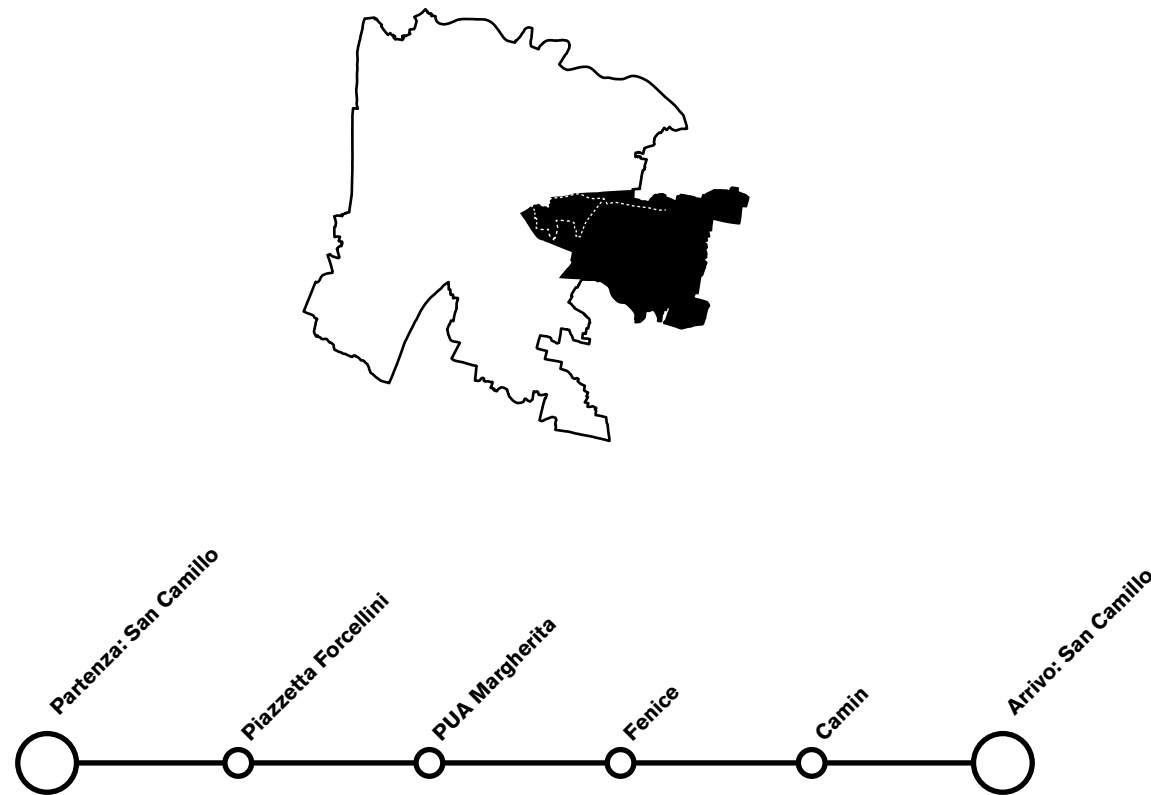 Partenza: San Camillo
Piazzetta Forcellini
PUA Margherita
Fenice
Camin
Arrivo: San Camillo